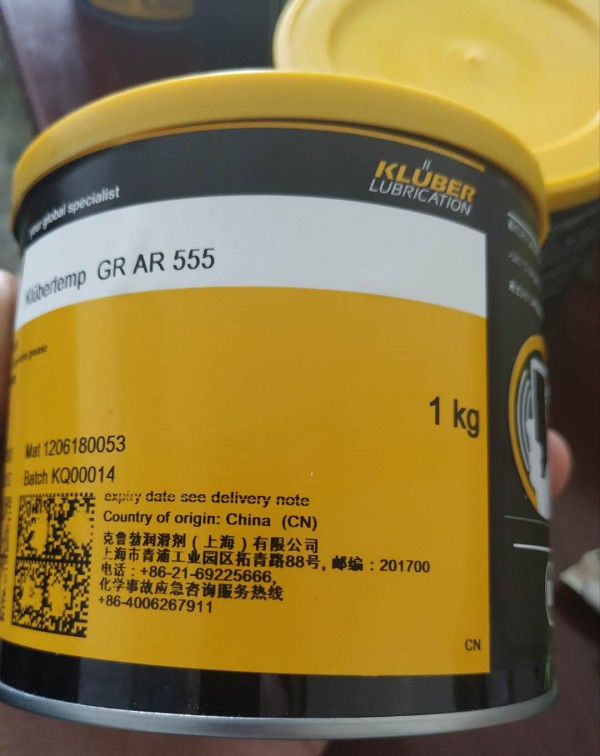 KLÜBER
LUBRICATION
your global specialist
Klübertemp GR AR 555
grease
1 kg
Mat 1206180053
Batch KQ00014
expiry date see delivery note
Country of origin: China (CN)
克鲁勃润滑剂（上海）有限公司
上海市青浦工业园区拓青路88号, 邮编：201700
电话：+86-21-69225666,
化学事故应急咨询服务热线
+86-4006267911
CN